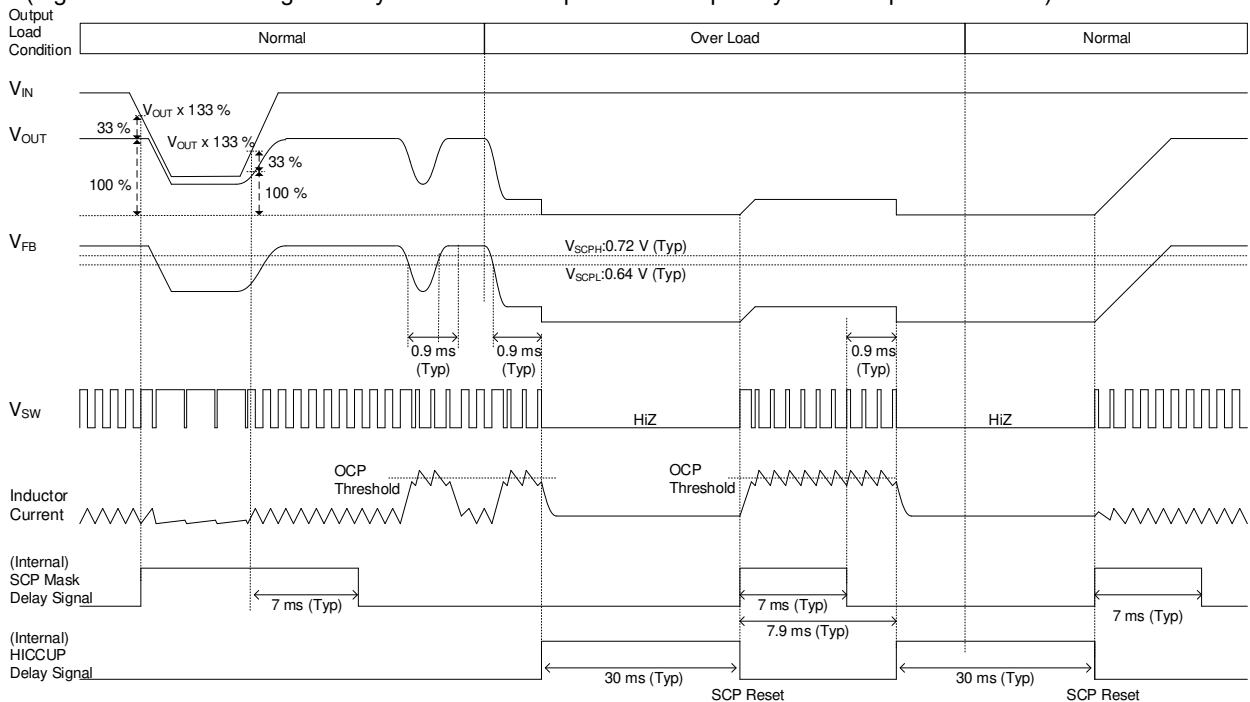 Output
Load
Condition
Normal
Over Load
Normal
VIN
VOUT x 133 %
33 %
VOUT
VOUT x 133 %
33 %
100 %
100 %
VFB
VSCPH:0.72 V (Typ)
VSCPL:0.64 V (Typ)
0.9 ms
(Typ)
0.9 ms
(Typ)
0.9 ms
(Typ)
VSW
HiZ
HiZ
OCP
Threshold
OCP
Threshold
Inductor
Current
(Internal)
SCP Mask
Delay Signal
7 ms (Typ)
7 ms (Typ)
7 ms (Typ)
7.9 ms (Typ)
(Internal)
HICCUP
Delay Signal
30 ms (Typ)
30 ms (Typ)
SCP Reset
SCP Reset